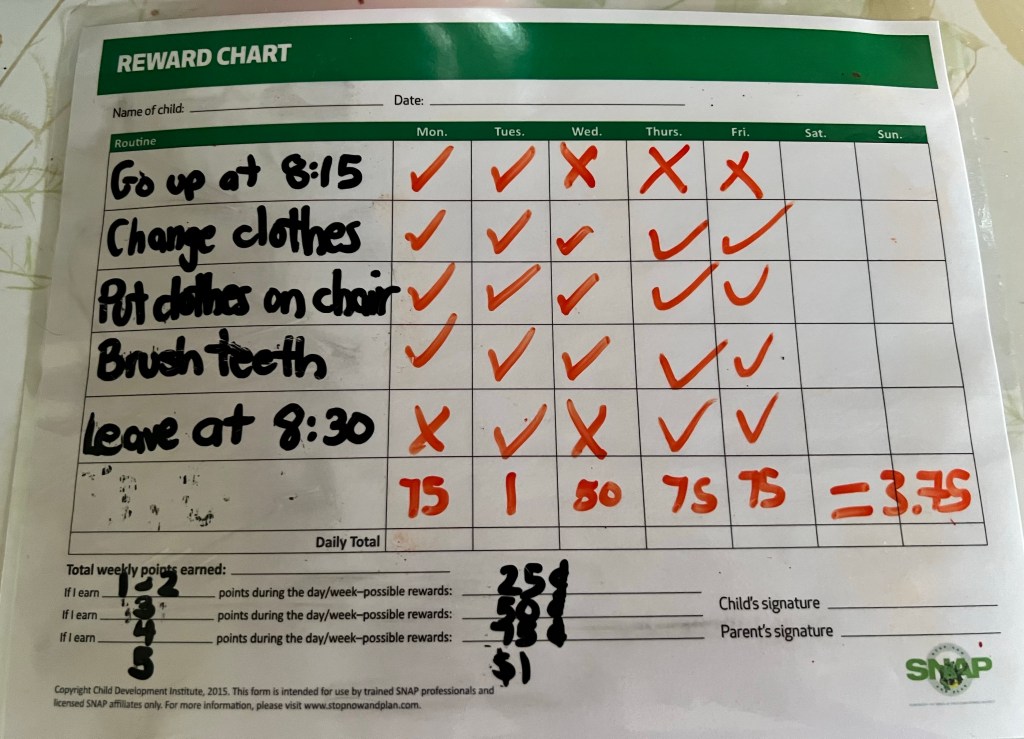 REWARD CHART
Name of child: Date:
Routine Mon. Tues. Wed. Thurs. Fri. Sat. Sun.
Go up at 8:15 ✓ ✓ X X X
Change clothes ✓ ✓ ✓ ✓ ✓
Put clothes on chair ✓ ✓ ✓ ✓ ✓
Brush teeth ✓ ✓ ✓ ✓ ✓
Leave at 8:30 X ✓ X ✓ ✓
75 1 50 75 75 = 3.75
Daily Total
Total weekly points earned:
If I earn 1-2 points during the day/week–possible rewards: 25¢
If I earn 3 points during the day/week–possible rewards: 50¢
If I earn 4 points during the day/week–possible rewards: 75¢
5 $1
Child's signature
Parent's signature
SNAP
Copyright Child Development Institute, 2015. This form is intended for use by trained SNAP professionals and
licensed SNAP affiliates only. For more information, please visit www.stopnowandplan.com.